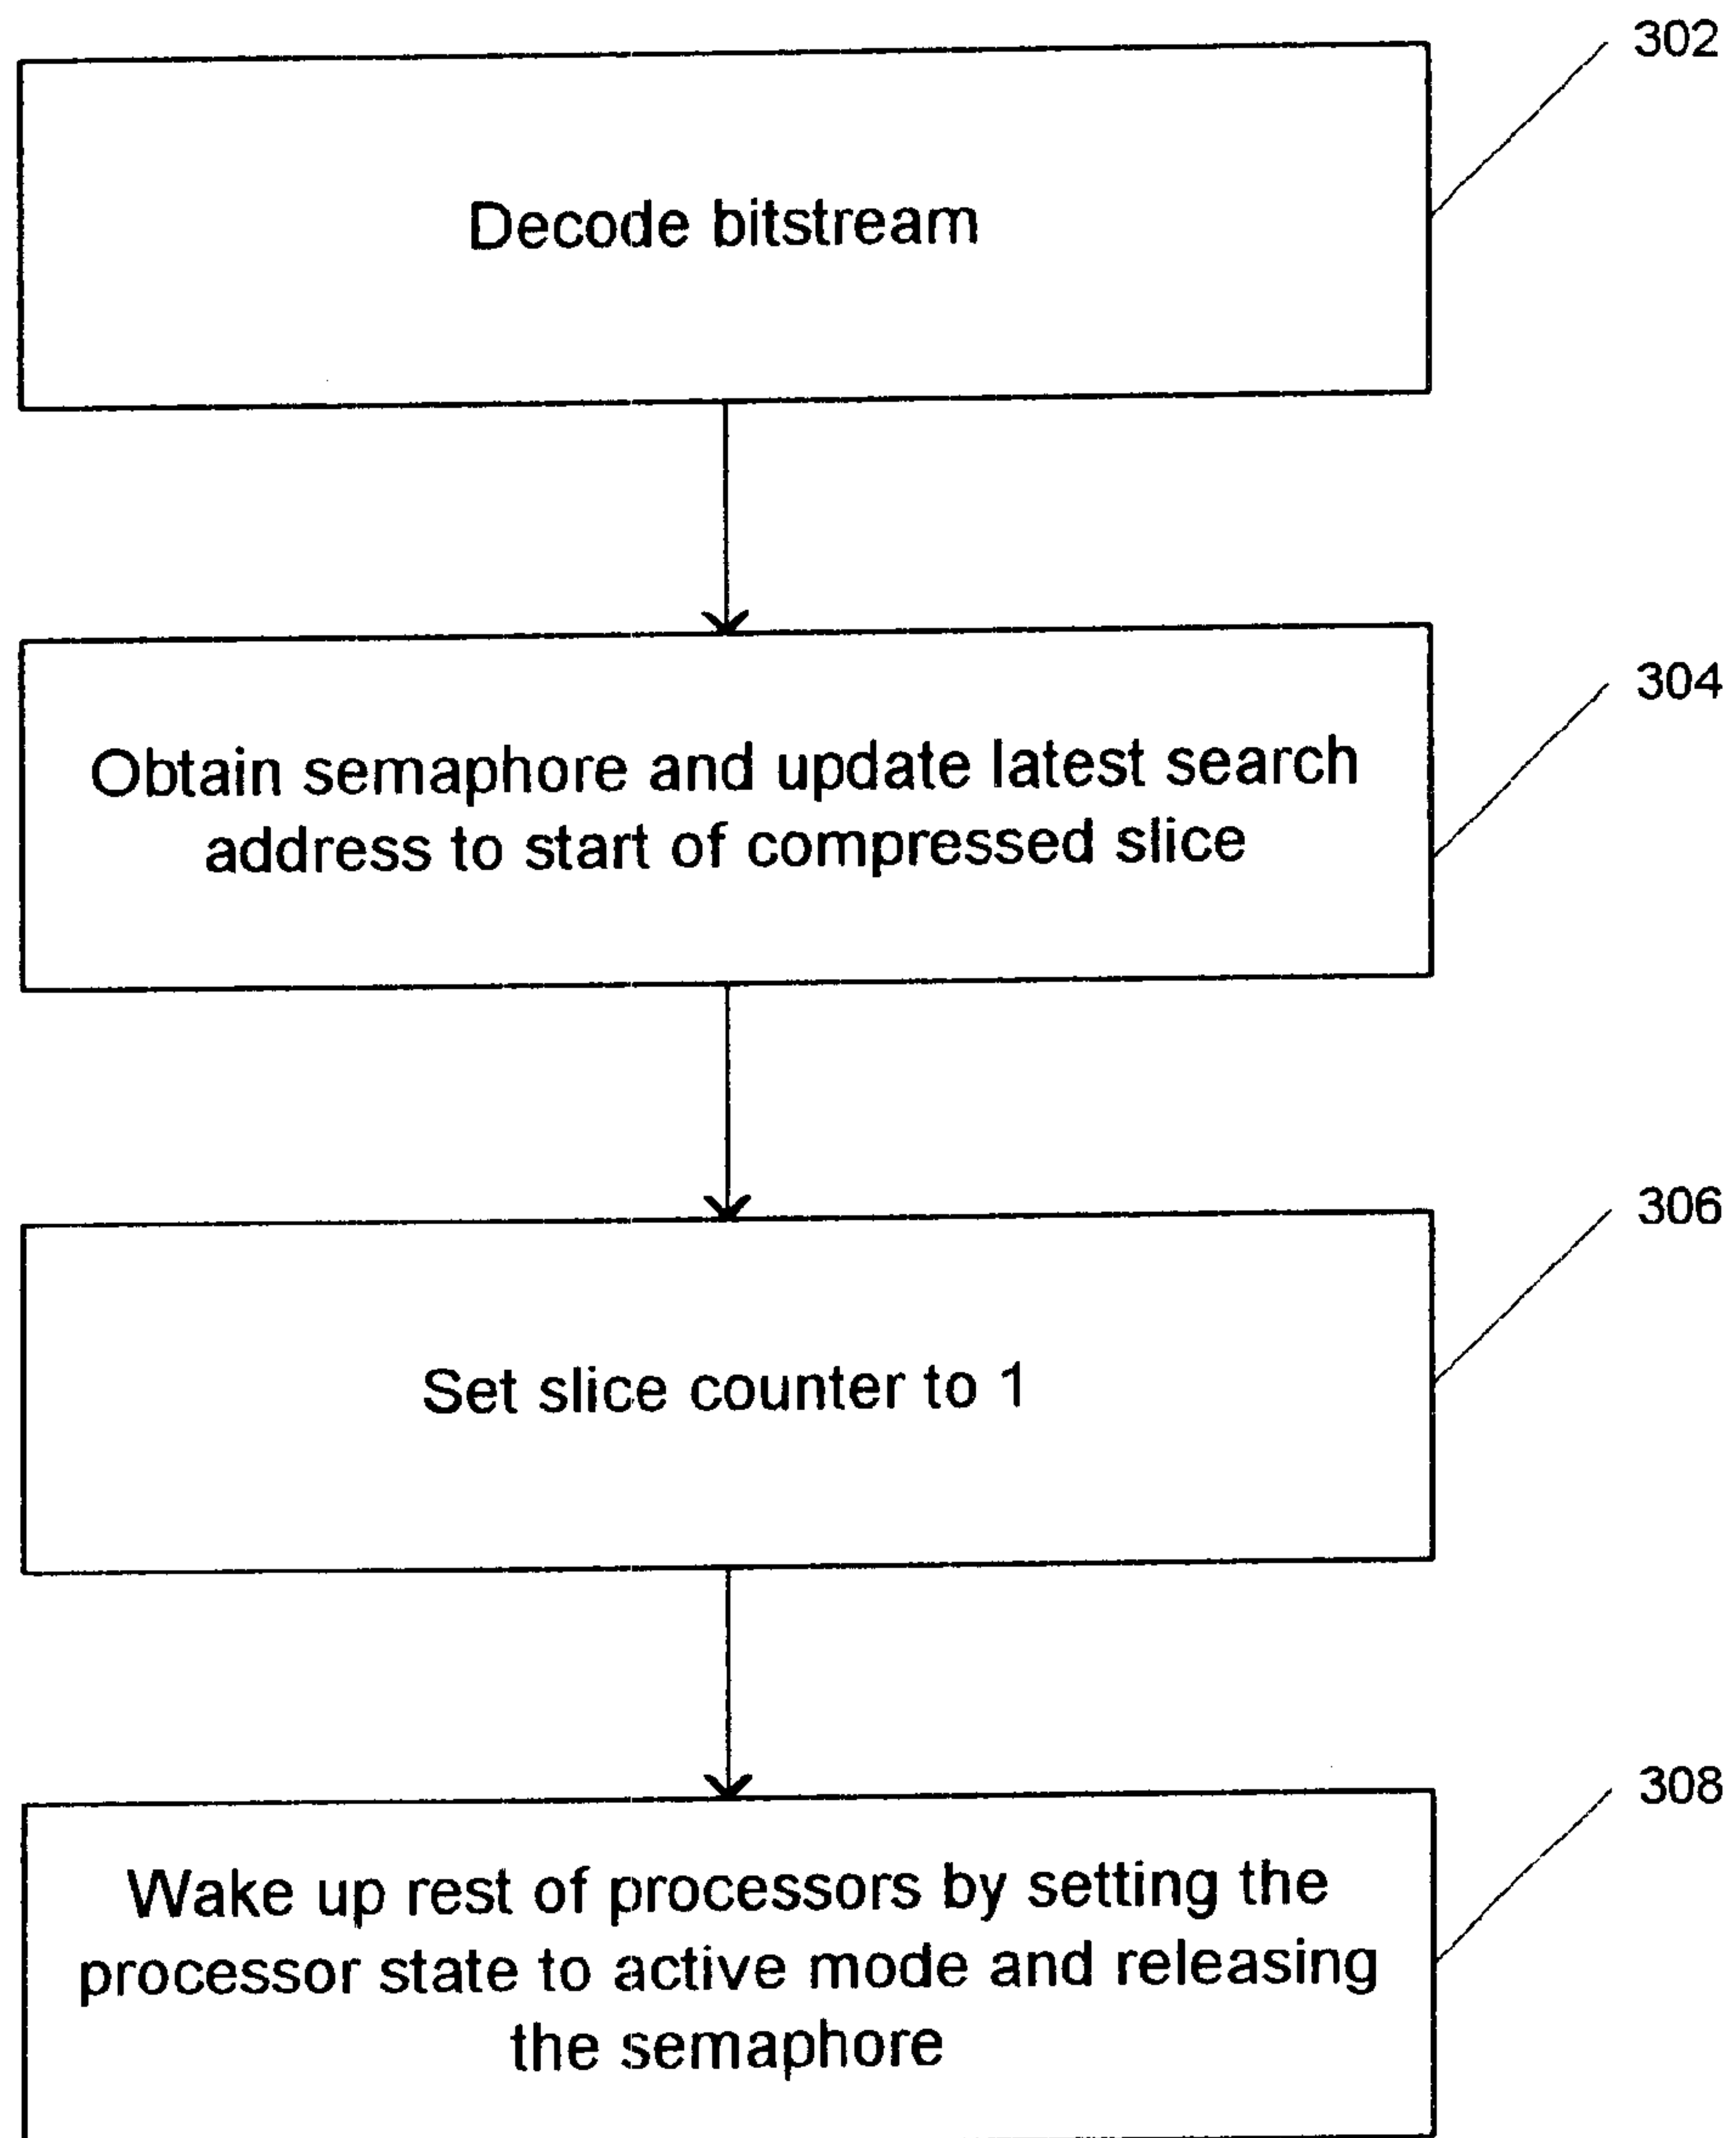 302
Decode bitstream
304
Obtain semaphore and update latest search
address to start of compressed slice
306
Set slice counter to 1
308
Wake up rest of processors by setting the
processor state to active mode and releasing
the semaphore